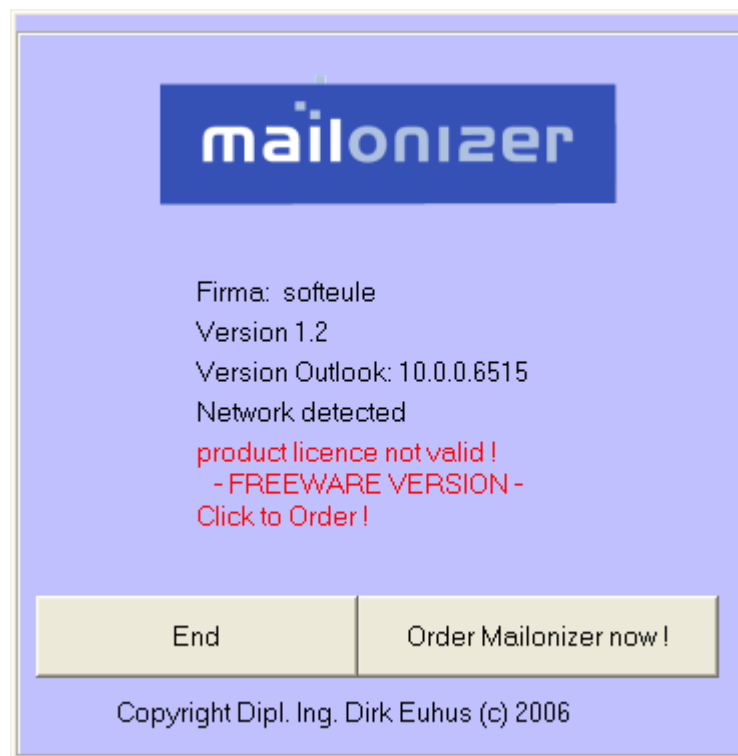 mailonizer
Firma: softeule
Version 1.2
Version Outlook: 10.0.0.6515
Network detected
product licence not valid !
- FREEWARE VERSION -
Click to Order !
End
Order Mailonizer now !
Copyright Dipl. Ing. Dirk Euhus (c) 2006